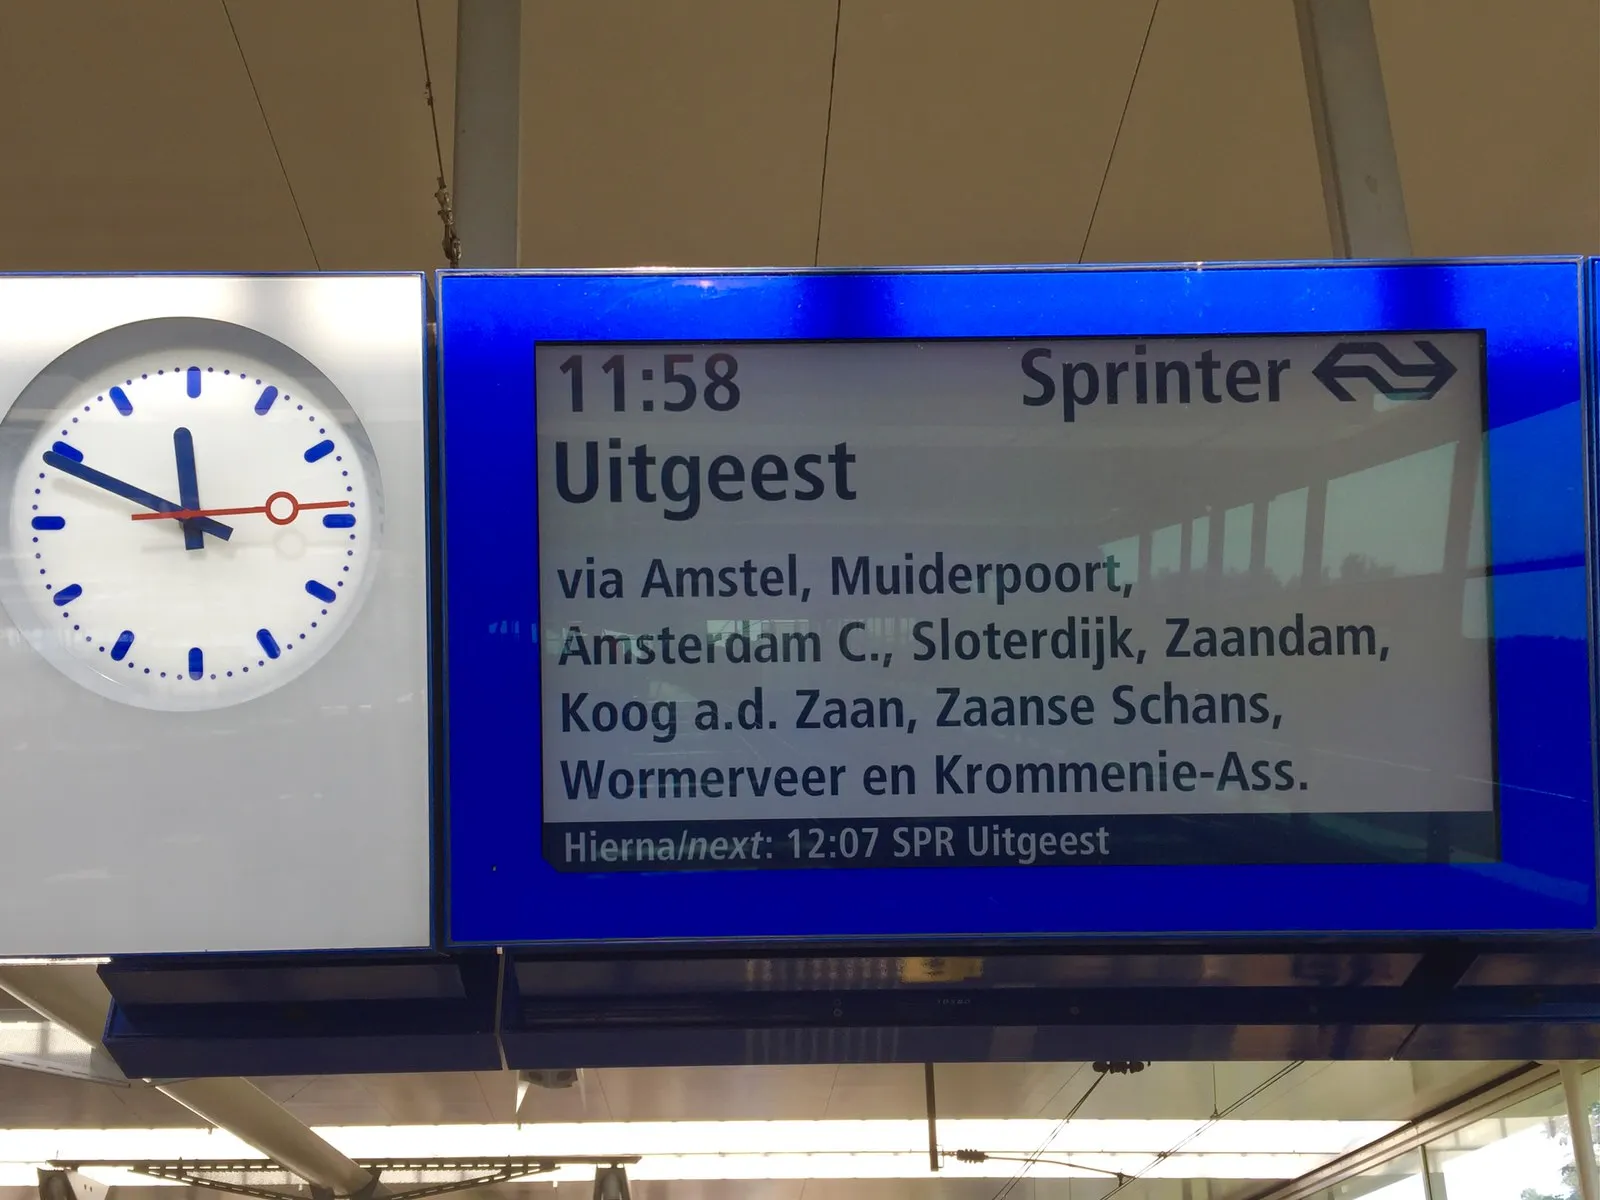 11:58 Sprinter
Uitgeest
via Amstel, Muiderpoort,
Amsterdam C., Sloterdijk, Zaandam,
Koog a.d. Zaan, Zaanse Schans,
Wormerveer en Krommenie-Ass.
Hierna/next: 12:07 SPR Uitgeest